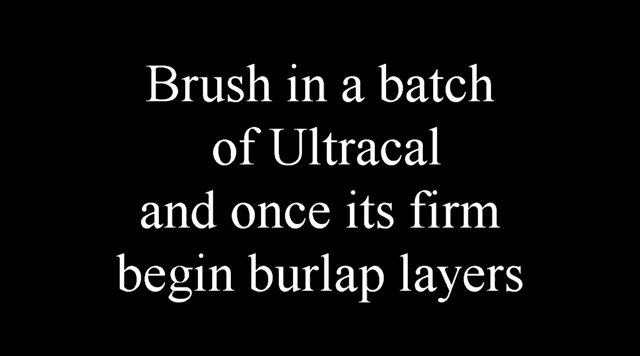 Brush in a batch
of Ultracal
and once its firm
begin burlap layers